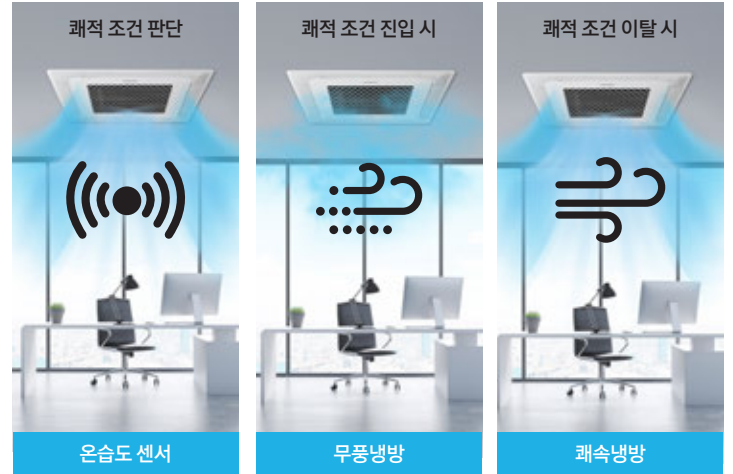 쾌적 조건 판단
쾌적 조건 진입 시
쾌적 조건 이탈 시
온습도 센서
무풍냉방
쾌속냉방